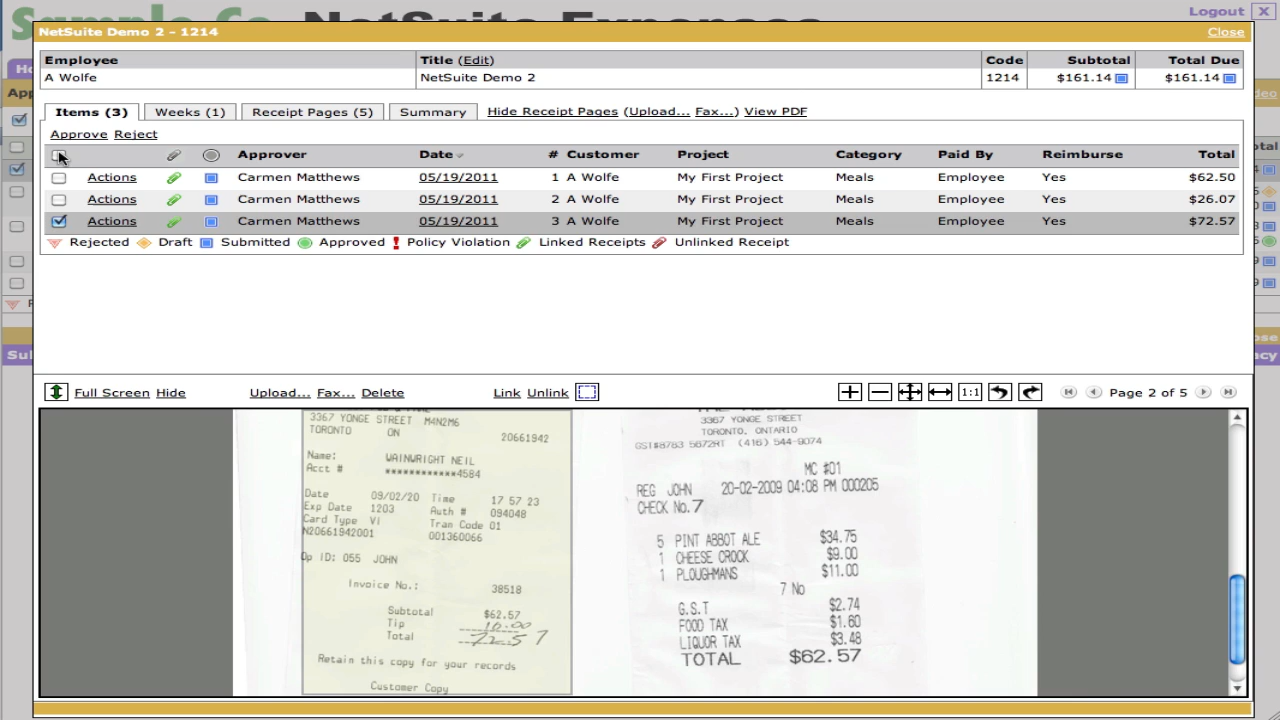 Sample Co NetSuite Expenses
Logout X
NetSuite Demo 2 - 1214 Close
Employee Title (Edit) Code Subtotal Total Due
A Wolfe NetSuite Demo 2 1214 $161.14 $161.14
Items (3) Weeks (1) Receipt Pages (5) Summary Hide Receipt Pages (Upload... Fax...) View PDF
Approve Reject
Approver Date # Customer Project Category Paid By Reimburse Total
Actions Carmen Matthews 05/19/2011 1 A Wolfe My First Project Meals Employee Yes $62.50
Actions Carmen Matthews 05/19/2011 2 A Wolfe My First Project Meals Employee Yes $26.07
Actions Carmen Matthews 05/19/2011 3 A Wolfe My First Project Meals Employee Yes $72.57
Rejected Draft Submitted Approved Policy Violation Linked Receipts Unlinked Receipt
Full Screen Hide Upload... Fax... Delete Link Unlink 1:1 Page 2 of 5
3367 YONGE STREET M4N2M6
TORONTO ON
20661942
Name: WAINWRIGHT NEIL
Acct # ************4584
Date 09/02/20 Time 17 57 23
Exp Date 1203 Auth # 094048
Card Type Vi Tran Code 01
N20661942001 001360066
Op ID: 055 JOHN
Invoice No.: 38518
Subtotal $62.57
Tip 10.00
Total 72.57
Retain this copy for your records
Customer Copy
3367 YONGE STREET
TORONTO, ONTARIO
GST#8783 5672RT (416) 544-9074
MC #01
REG JOHN 20-02-2009 04:08 PM 000205
CHECK No.7
5 PINT ABBOT ALE $34.75
1 CHEESE CROCK $9.00
1 PLOUGHMANS $11.00
7 No
G.S.T $2.74
FOOD TAX $1.60
LIQUOR TAX $3.48
TOTAL $62.57